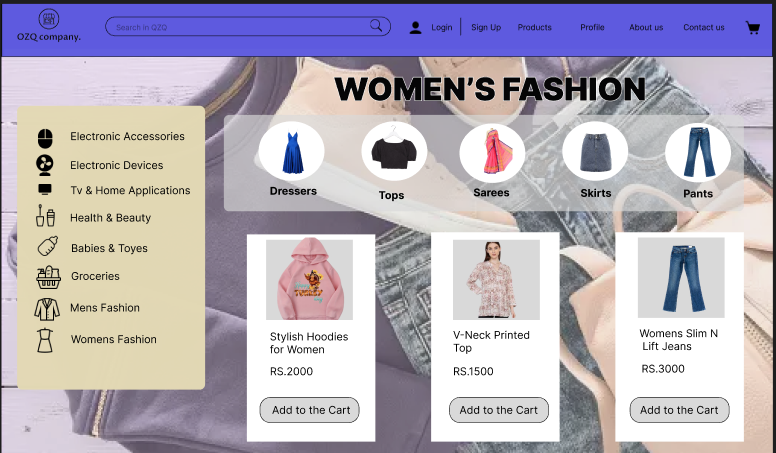 OZQ company.
Search in OZQ
Login
Sign Up
Products
Profile
About us
Contact us
WOMEN'S FASHION
Electronic Accessories
Electronic Devices
Tv & Home Applications
Health & Beauty
Babies & Toyes
Groceries
Mens Fashion
Womens Fashion
Dressers
Tops
Sarees
Skirts
Pants
Stylish Hoodies
for Women
RS.2000
Add to the Cart
V-Neck Printed
Top
RS.1500
Add to the Cart
Womens Slim N
Lift Jeans
RS.3000
Add to the Cart